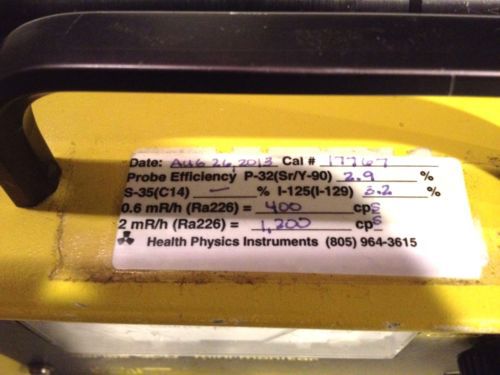 Date: AUG 26, 2013 Cal # 17767
Probe Efficiency P-32(Sr/Y-90) 2.9 %
S-35(C14) — % I-125(I-129) 3.2 %
0.6 mR/h (Ra226) = 400 cps
2 mR/h (Ra226) = 1,200 cps
Health Physics Instruments (805) 964-3615